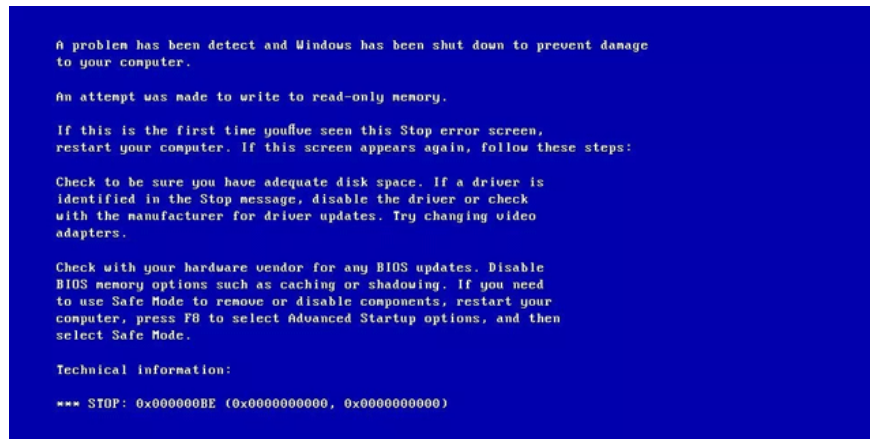 A problem has been detect and Windows has been shut down to prevent damage
to your computer.
An attempt was made to write to read-only memory.
If this is the first time youffve seen this Stop error screen,
restart your computer. If this screen appears again, follow these steps:
Check to be sure you have adequate disk space. If a driver is
identified in the Stop message, disable the driver or check
with the manufacturer for driver updates. Try changing video
adapters.
Check with your hardware vendor for any BIOS updates. Disable
BIOS memory options such as caching or shadowing. If you need
to use Safe Mode to remove or disable components, restart your
computer, press F8 to select Advanced Startup options, and then
select Safe Mode.
Technical information:
*** STOP: 0x000000BE (0x0000000000, 0x0000000000)